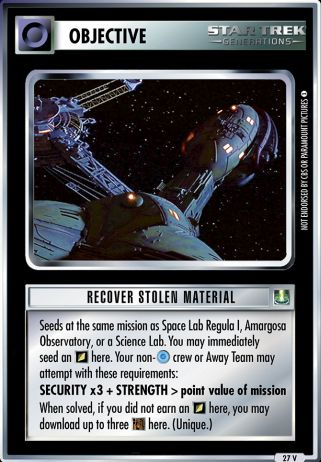 OBJECTIVE
STAR TREK
GENERATIONS
NOT ENDORSED BY CBS OR PARAMOUNT PICTURES
RECOVER STOLEN MATERIAL
Seeds at the same mission as Space Lab Regula I, Amargosa
Observatory, or a Science Lab. You may immediately
seed an here. Your non- crew or Away Team may
attempt with these requirements:
SECURITY x3 + STRENGTH > point value of mission
When solved, if you did not earn an here, you may
download up to three here. (Unique.)
27 V